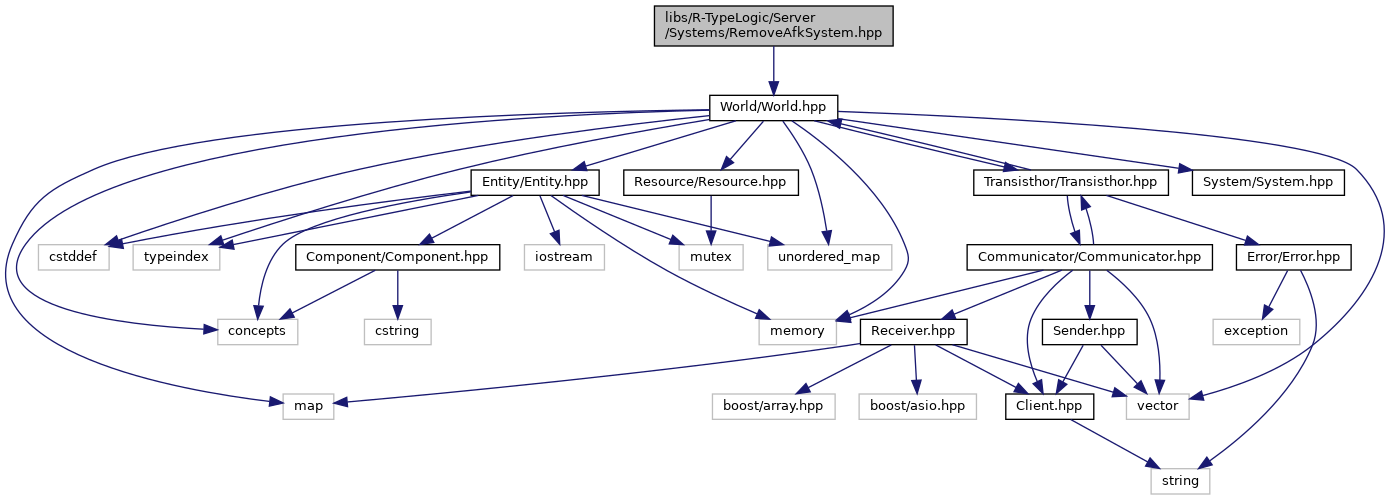 libs/R-TypeLogic/Server
/Systems/RemoveAfkSystem.hpp
World/World.hpp
Entity/Entity.hpp
Resource/Resource.hpp
Transisthor/Transisthor.hpp
System/System.hpp
cstddef
typeindex
Component/Component.hpp
iostream
mutex
unordered_map
Communicator/Communicator.hpp
Error/Error.hpp
concepts
cstring
memory
Receiver.hpp
Sender.hpp
exception
map
boost/array.hpp
boost/asio.hpp
Client.hpp
vector
string